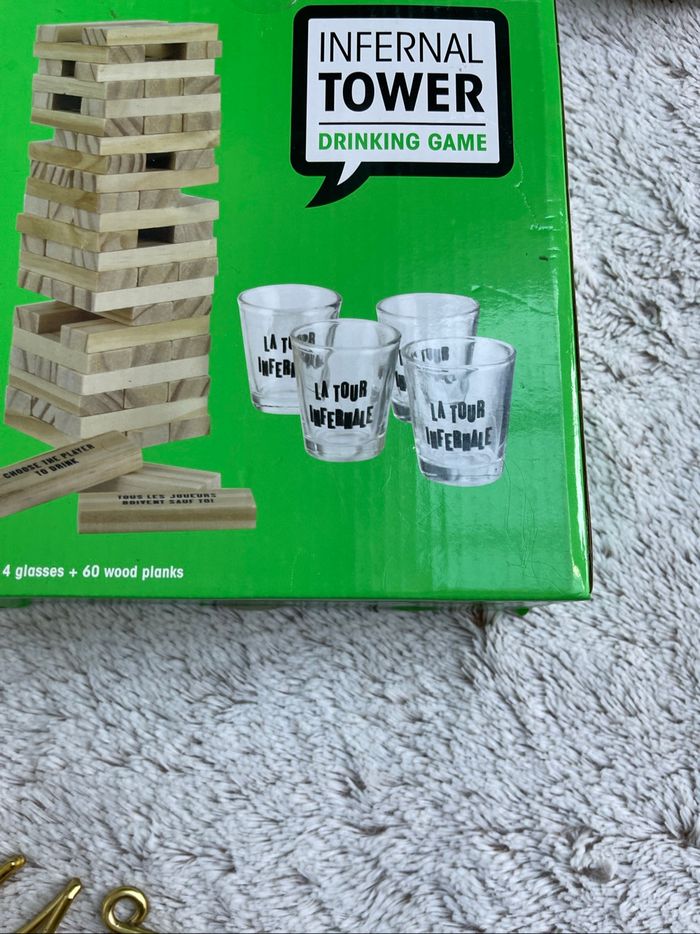 INFERNAL
TOWER
DRINKING GAME
LA TOUR
INFERNALE
LA TOUR
INFERNALE
CHOOSE THE PLAYER
TO DRINK
TOUS LES JOUEURS
BOIVENT SAUF TOI
4 glasses + 60 wood planks